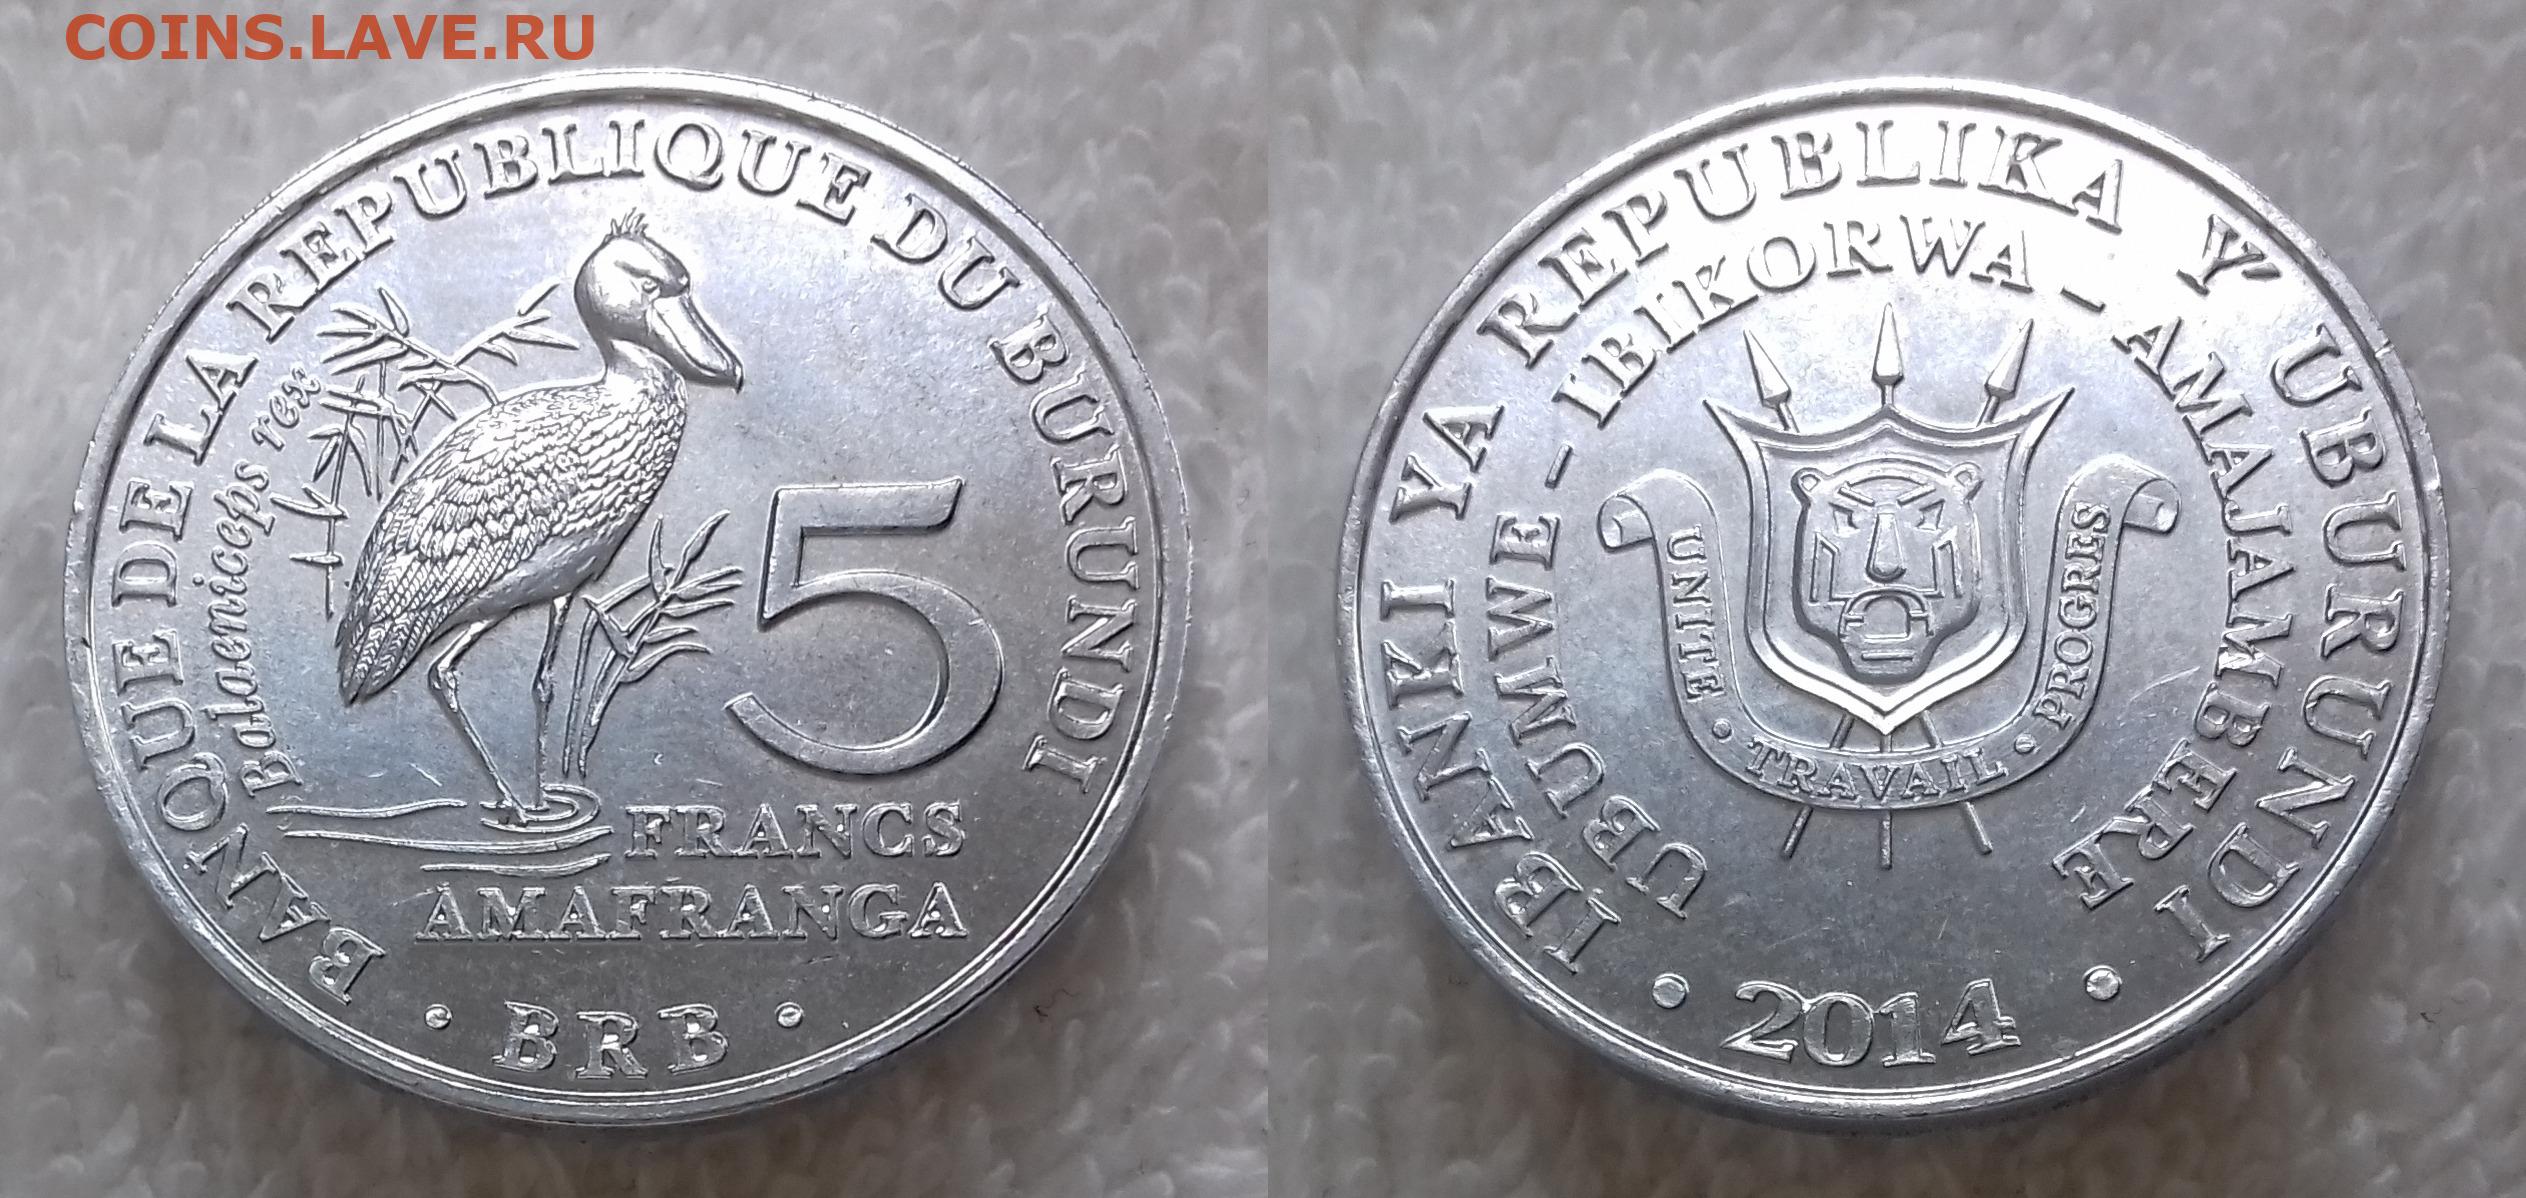 COINS.LAVE.RU
BANQUE DE LA REPUBLIQUE DU BURUNDI
Balaeniceps rex
5
FRANCS
AMAFRANGA
• BRB •
IBANKI YA REPUBLIKA Y' UBURUNDI
UBUMWE - IBIKORWA - AMAJAMBERE
UNITE • TRAVAIL • PROGRES
• 2014 •